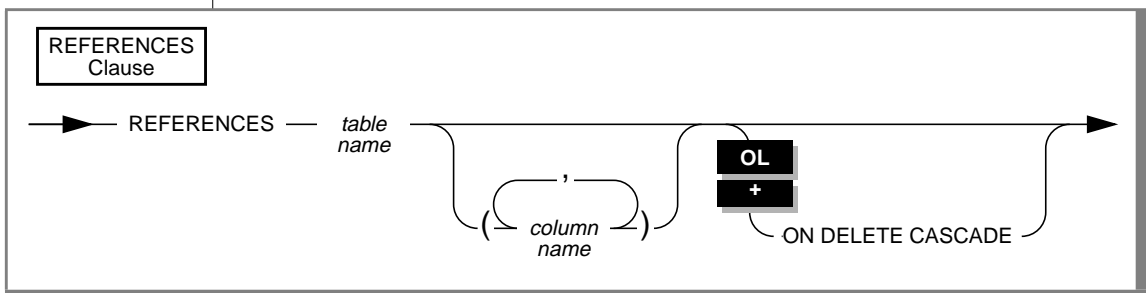 REFERENCES
Clause
REFERENCES
table
name
(
,
column
name
)
OL
+
ON DELETE CASCADE